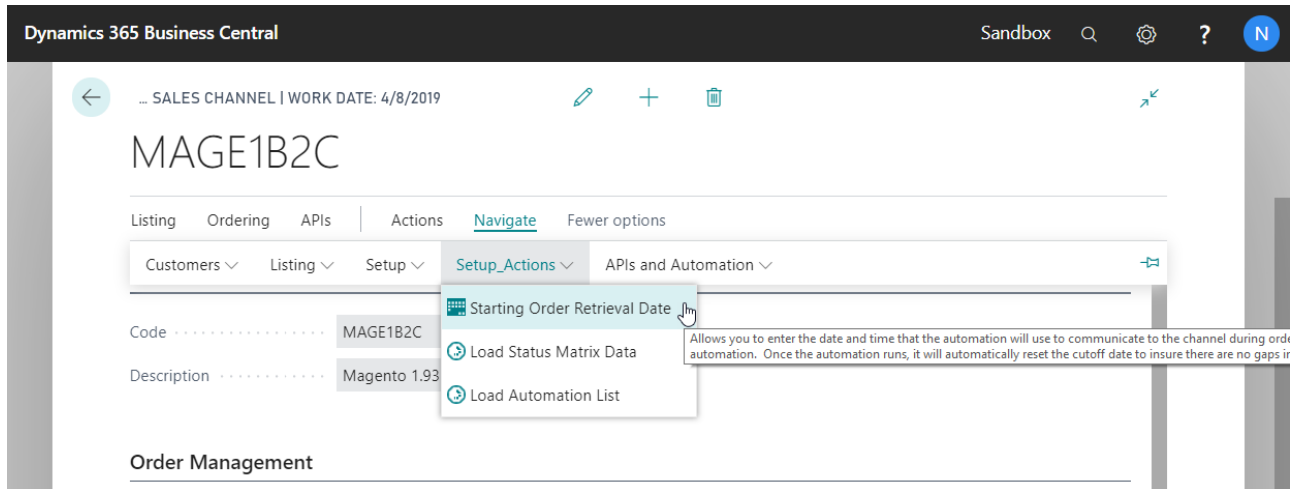 Dynamics 365 Business Central Sandbox ? N
... SALES CHANNEL | WORK DATE: 4/8/2019
MAGE1B2C
Listing Ordering APIs Actions Navigate Fewer options
Customers Listing Setup Setup_Actions APIs and Automation
Starting Order Retrieval Date
Allows you to enter the date and time that the automation will use to communicate to the channel during orde
automation. Once the automation runs, it will automatically reset the cutoff date to insure there are no gaps in
Code MAGE1B2C
Load Status Matrix Data
Description Magento 1.93
Load Automation List
Order Management